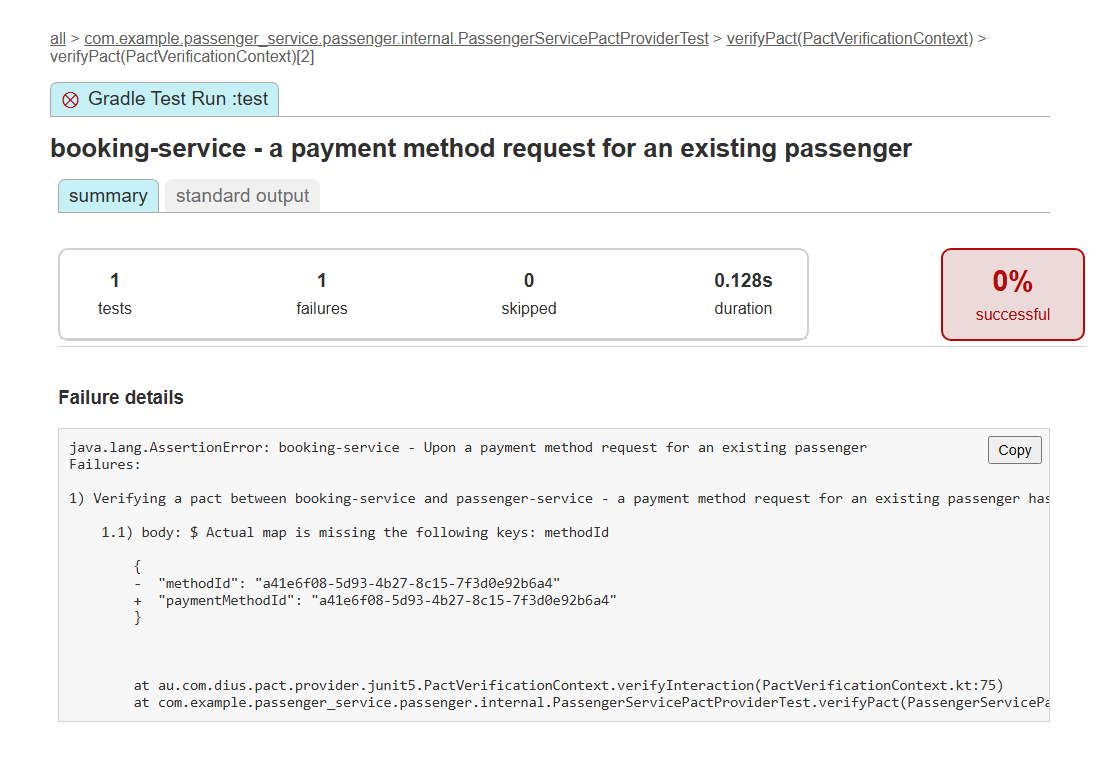 all > com.example.passenger_service.passenger.internal.PassengerServicePactProviderTest > verifyPact(PactVerificationContext) >
verifyPact(PactVerificationContext)[2]
Gradle Test Run :test
booking-service - a payment method request for an existing passenger
summary standard output
1 1 0 0.128s 0%
tests failures skipped duration successful
Failure details
Copy
java.lang.AssertionError: booking-service - Upon a payment method request for an existing passenger
Failures:
1) Verifying a pact between booking-service and passenger-service - a payment method request for an existing passenger has
1.1) body: $ Actual map is missing the following keys: methodId
{
- "methodId": "a41e6f08-5d93-4b27-8c15-7f3d0e92b6a4"
+ "paymentMethodId": "a41e6f08-5d93-4b27-8c15-7f3d0e92b6a4"
}
at au.com.dius.pact.provider.junit5.PactVerificationContext.verifyInteraction(PactVerificationContext.kt:75)
at com.example.passenger_service.passenger.internal.PassengerServicePactProviderTest.verifyPact(PassengerServicePa